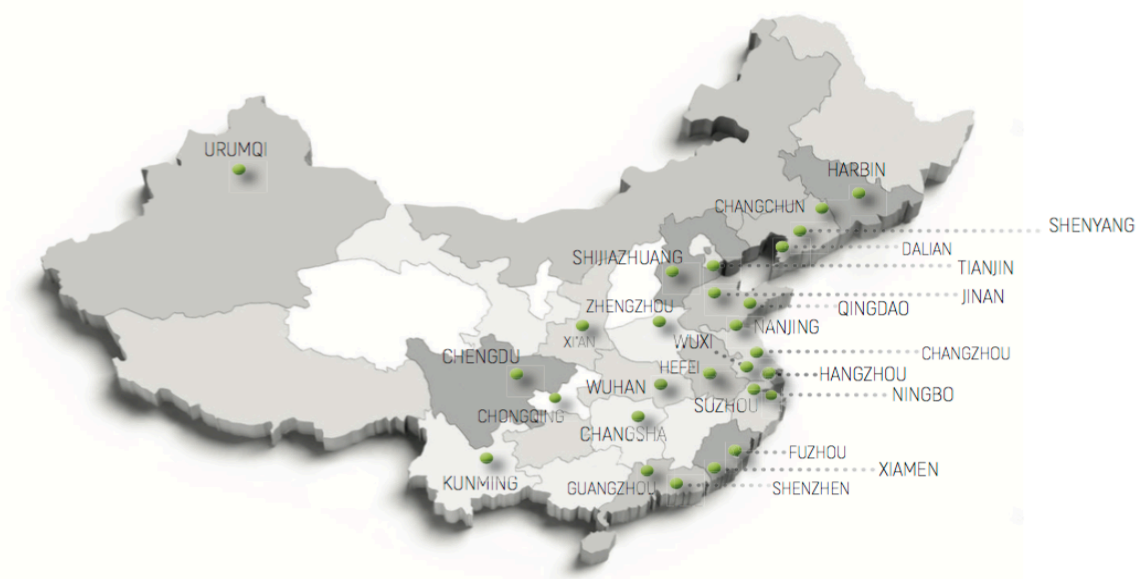 URUMQI
HARBIN
CHANGCHUN
SHENYANG
DALIAN
SHIJIAZHUANG
TIANJIN
JINAN
ZHENGZHOU
QINGDAO
NANJING
XI'AN
WUXI
CHENGDU
CHANGZHOU
HEFEI
HANGZHOU
WUHAN
NINGBO
SUZHOU
CHONGQING
CHANGSHA
FUZHOU
XIAMEN
KUNMING
GUANGZHOU
SHENZHEN